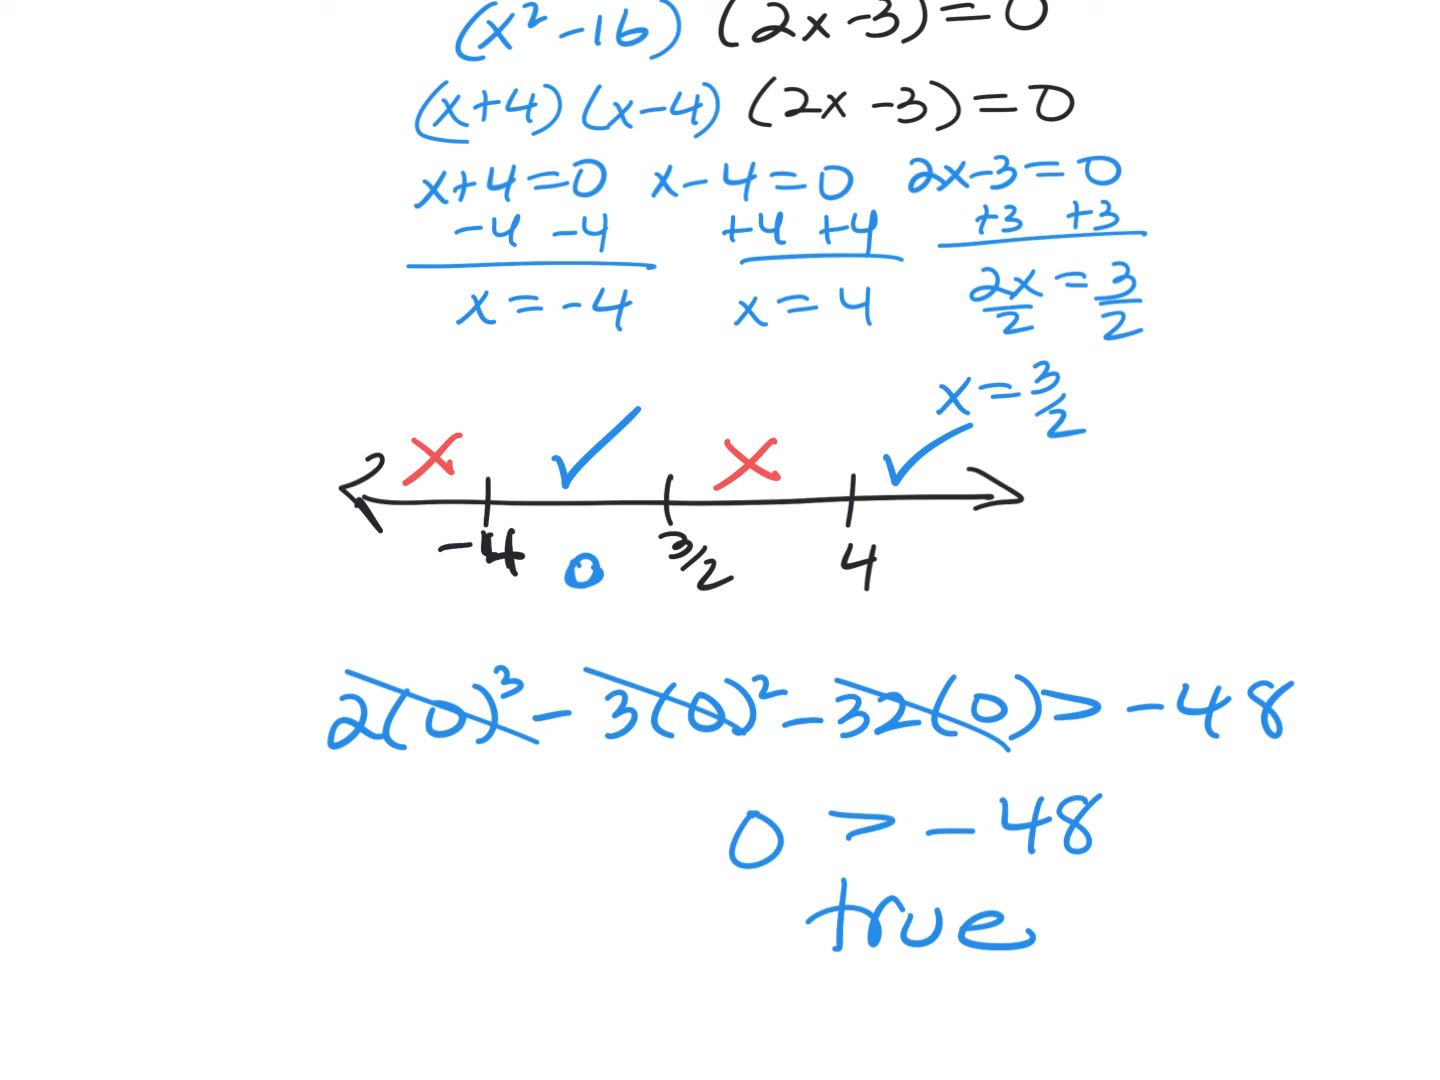 (x² - 16) (2x - 3) = 0
(x+4) (x-4) (2x - 3) = 0
x+4=0 x-4=0 2x-3=0
-4 -4 +4 +4 +3 +3
x = -4 x = 4 2x/2 = 3/2
x = 3/2
x ✓ x ✓
-4 0 3/2 4
2(0)³ - 3(0)² - 32(0) > -48
0 > -48
true